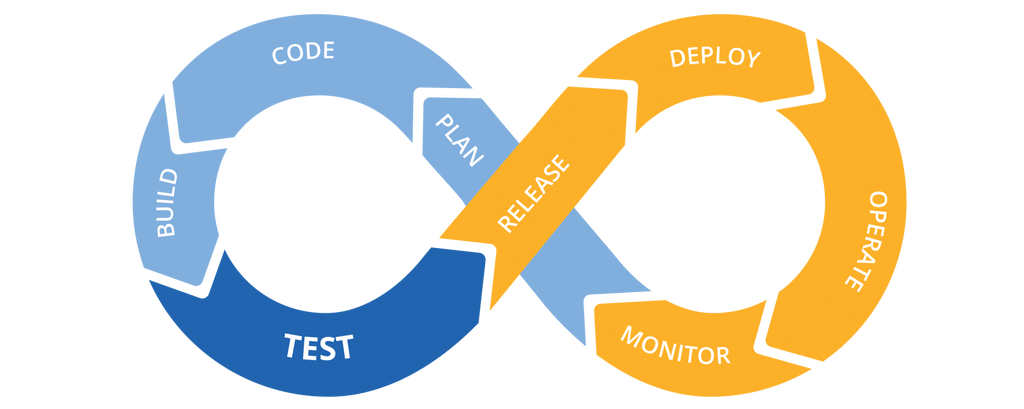 CODE
DEPLOY
PLAN
RELEASE
BUILD
OPERATE
TEST
MONITOR